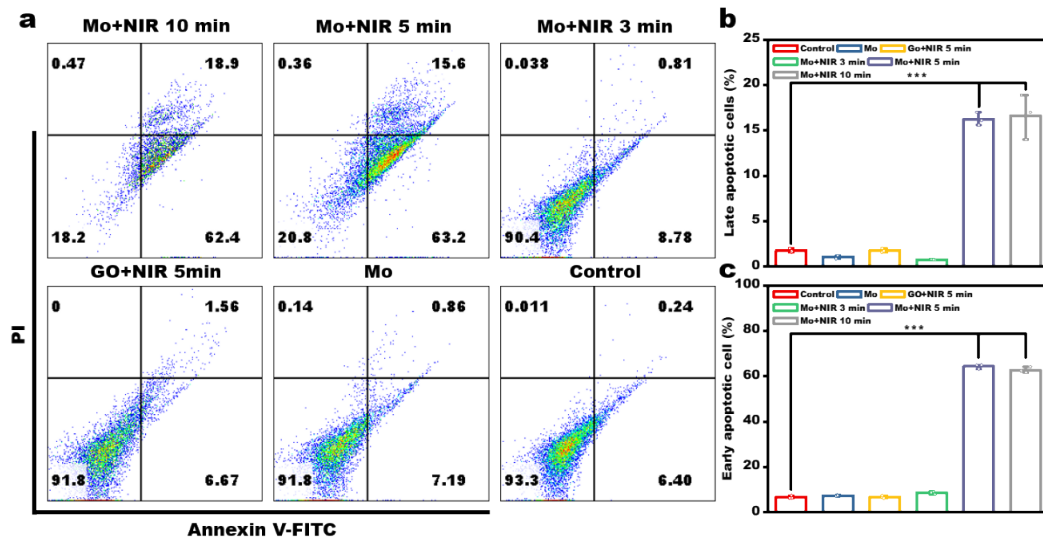 a
Mo+NIR 10 min
Mo+NIR 5 min
Mo+NIR 3 min
0.47
18.9
0.36
15.6
0.038
0.81
18.2
62.4
20.8
63.2
90.4
8.78
GO+NIR 5min
Mo
Control
0
1.56
0.14
0.86
0.011
0.24
91.8
6.67
91.8
7.19
93.3
6.40
PI
Annexin V-FITC
b
Late apoptotic cells (%)
25
20
15
10
5
0
Control
Mo
Go+NIR 5 min
Mo+NIR 3 min
Mo+NIR 5 min
Mo+NIR 10 min
***
c
Early apoptotic cell (%)
100
80
60
40
20
0
Control
Mo
GO+NIR 5 min
Mo+NIR 3 min
Mo+NIR 5 min
Mo+NIR 10 min
***